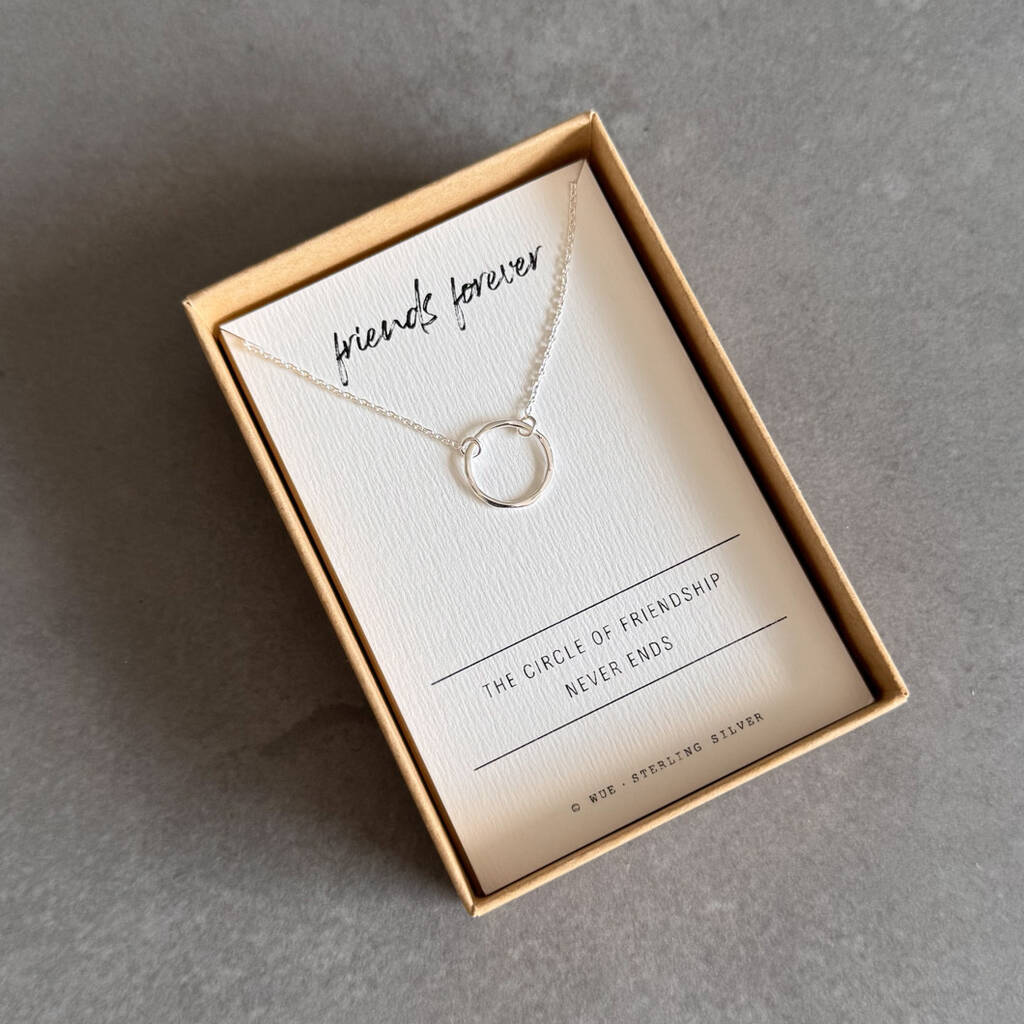 friends forever
THE CIRCLE OF FRIENDSHIP
NEVER ENDS
© WUE · STERLING SILVER